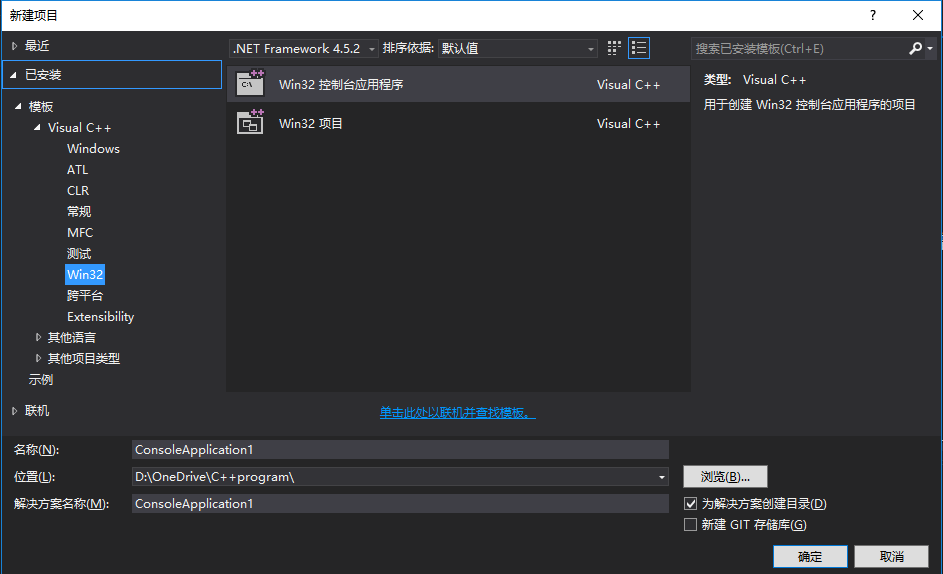 新建项目
?
最近
.NET Framework 4.5.2
排序依据:
默认值
搜索已安装模板(Ctrl+E)
已安装
模板
Visual C++
Windows
ATL
CLR
常规
MFC
测试
Win32
跨平台
Extensibility
其他语言
其他项目类型
示例
联机
Win32 控制台应用程序
Visual C++
Win32 项目
Visual C++
类型: Visual C++
用于创建 Win32 控制台应用程序的项目
单击此处以联机并查找模板。
名称(N):
ConsoleApplication1
位置(L):
D:\OneDrive\C++program\
浏览(B)...
解决方案名称(M):
ConsoleApplication1
为解决方案创建目录(D)
新建 GIT 存储库(G)
确定
取消